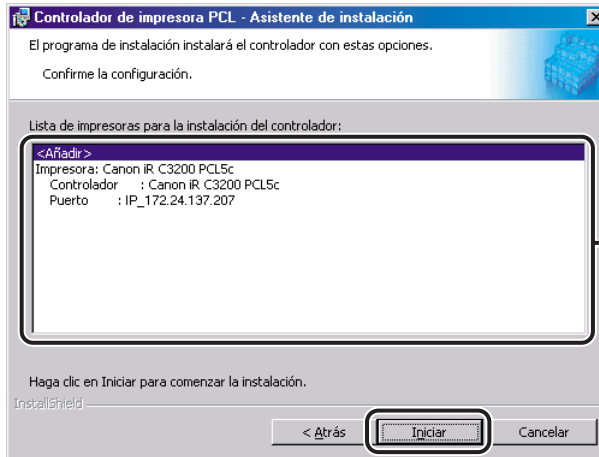 Controlador de impresora PCL - Asistente de instalación
El programa de instalación instalará el controlador con estas opciones.
Confirme la configuración.
Lista de impresoras para la instalación del controlador:
<Añadir>
Impresora: Canon iR C3200 PCL5c
Controlador : Canon iR C3200 PCL5c
Puerto : IP_172.24.137.207
Haga clic en Iniciar para comenzar la instalación.
InstallShield
< Atrás Iniciar Cancelar